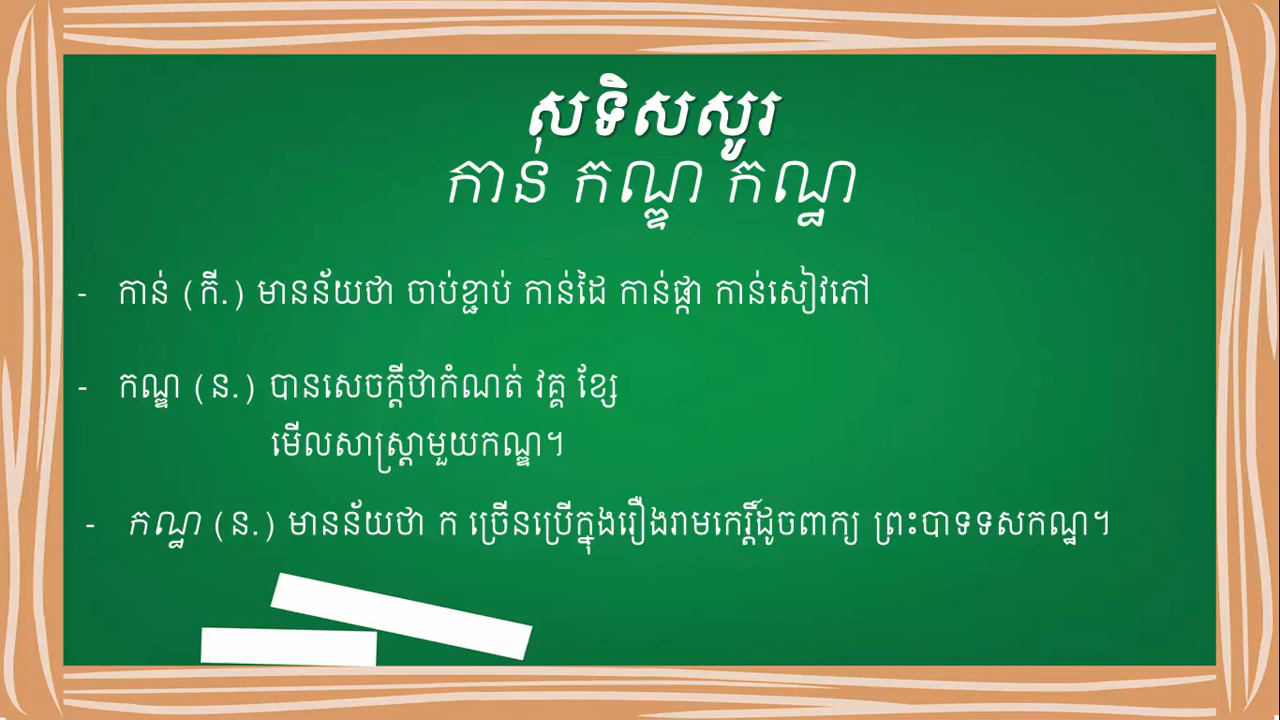 សុទិសសូរ
កាន់ កណ្ឌ កណ្ឋ
- កាន់ (កិ.) មានន័យថា ចាប់ខ្ជាប់ កាន់ដៃ កាន់ផ្កា កាន់សៀវភៅ
- កណ្ឌ (ន.) បានសេចក្ដីថាកំណត់ វគ្គ ខ្សែ
មើលសាស្ត្រាមួយកណ្ឌ។
- កណ្ឋ (ន.) មានន័យថា ក ច្រើនប្រើក្នុងរឿងរាមកេរ្តិ៍ដូចពាក្យ ព្រះបាទទសកណ្ឋ។